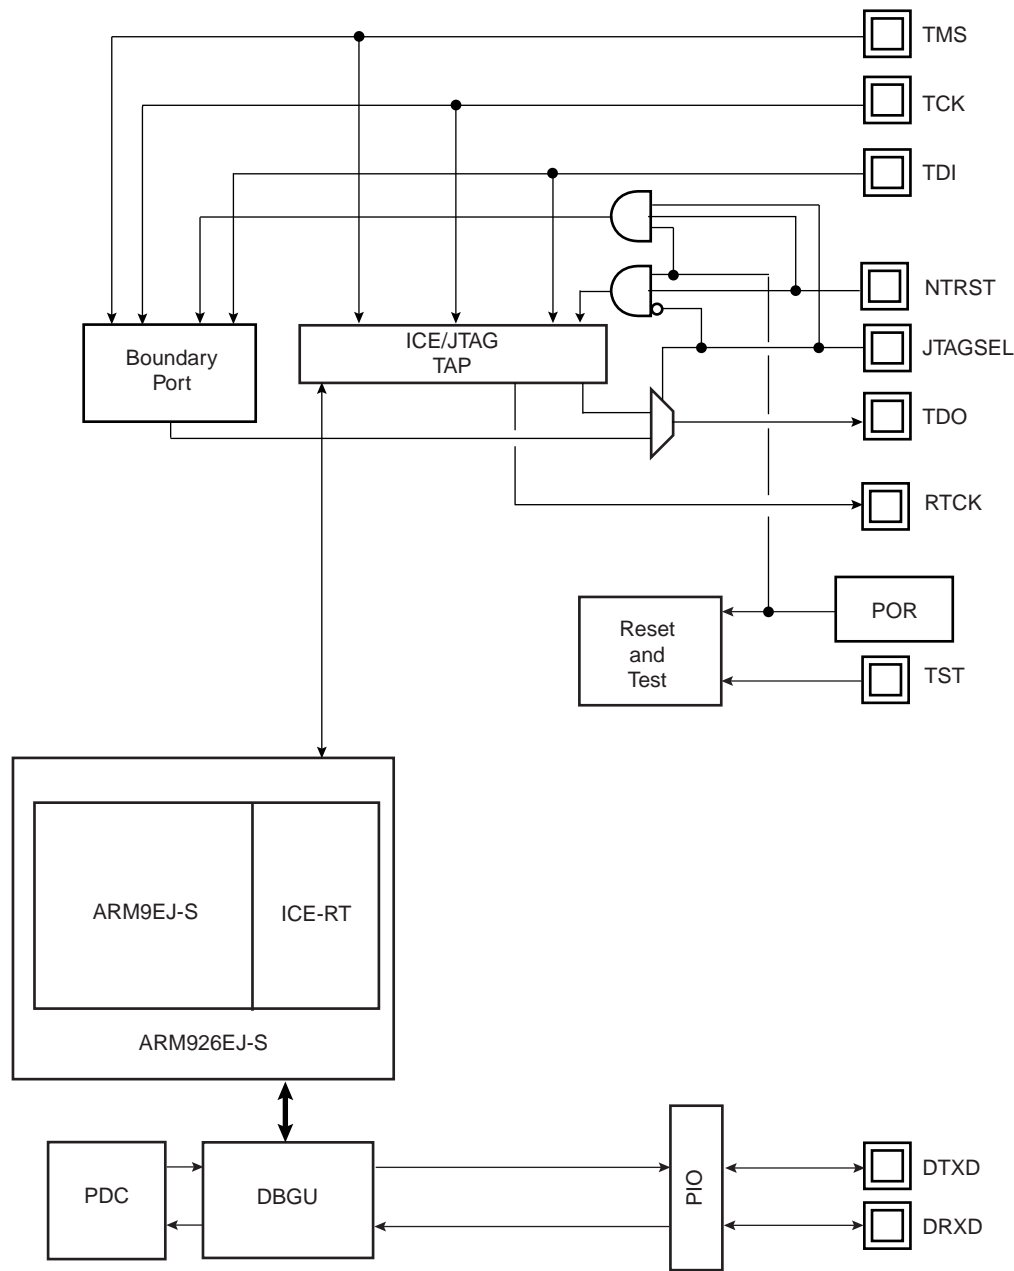 TMS
TCK
TDI
NTRST
ICE/JTAG
TAP
Boundary
Port
JTAGSEL
TDO
RTCK
POR
Reset
and
Test
TST
ARM9EJ-S
ICE-RT
ARM926EJ-S
PDC
DBGU
PIO
DTXD
DRXD